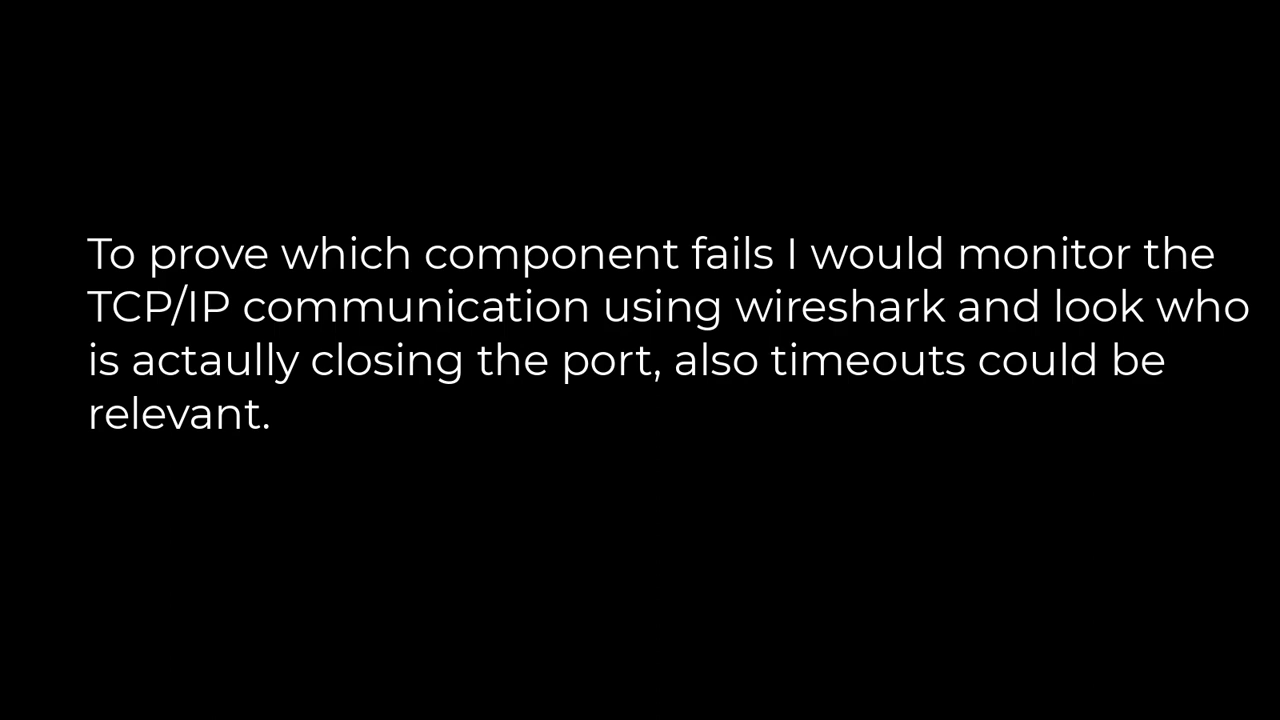 To prove which component fails I would monitor the
TCP/IP communication using wireshark and look who
is actaully closing the port, also timeouts could be
relevant.